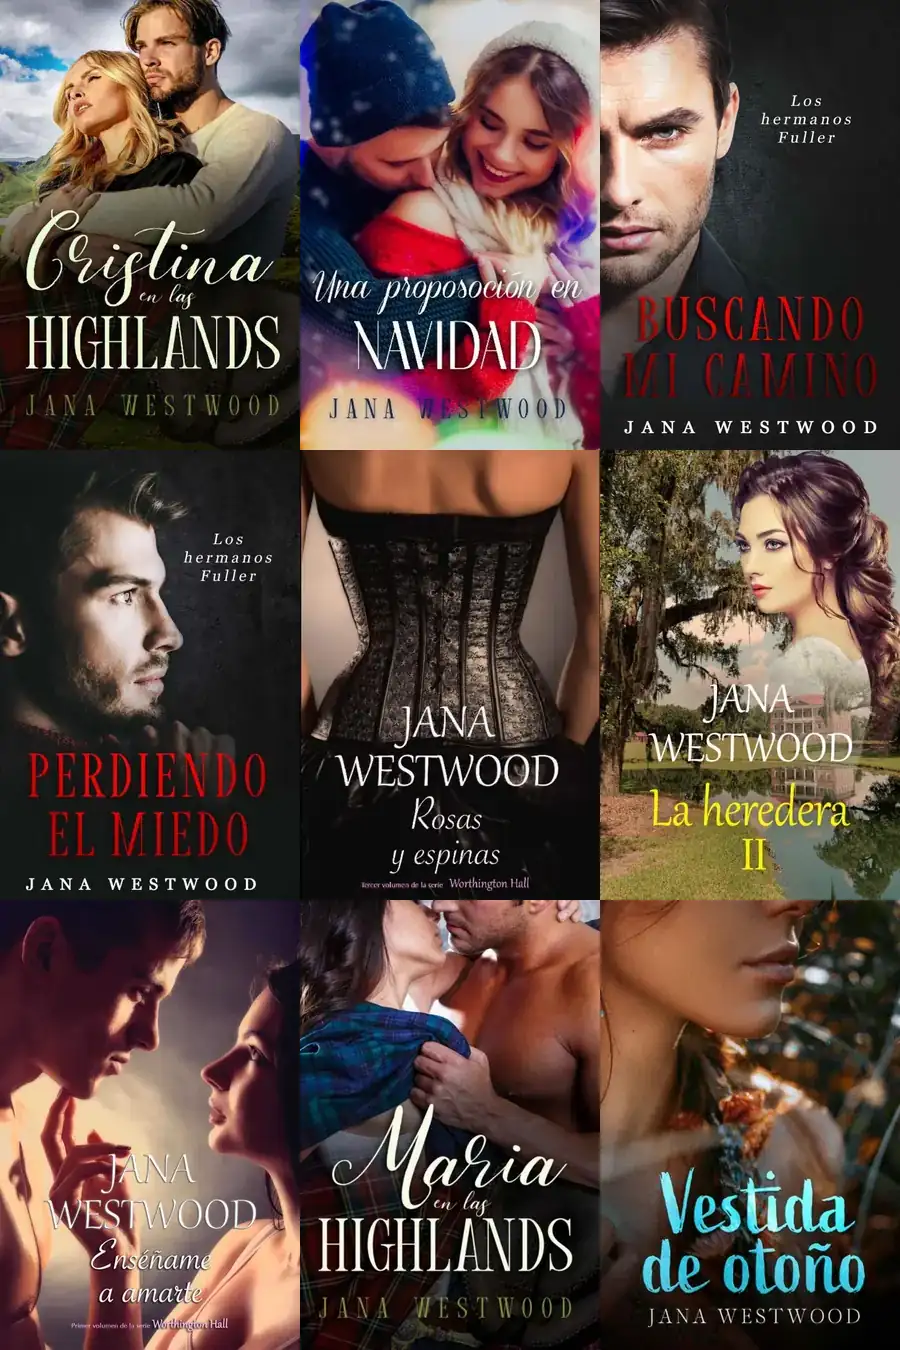 Cristina
en las
HIGHLANDS
JANA WESTWOOD
Una proposoción en
NAVIDAD
JANA WESTWOOD
Los
hermanos
Fuller
BUSCANDO
MI CAMINO
JANA WESTWOOD
Los
hermanos
Fuller
PERDIENDO
EL MIEDO
JANA WESTWOOD
JANA
WESTWOOD
Rosas
y espinas
Tercer volumen de la serie Worthington Hall
JANA
WESTWOOD
La heredera
II
JANA
WESTWOOD
Enséñame
a amarte
Primer volumen de la serie Worthington Hall
Maria
en las
HIGHLANDS
JANA WESTWOOD
Vestida
de otoño
JANA WESTWOOD